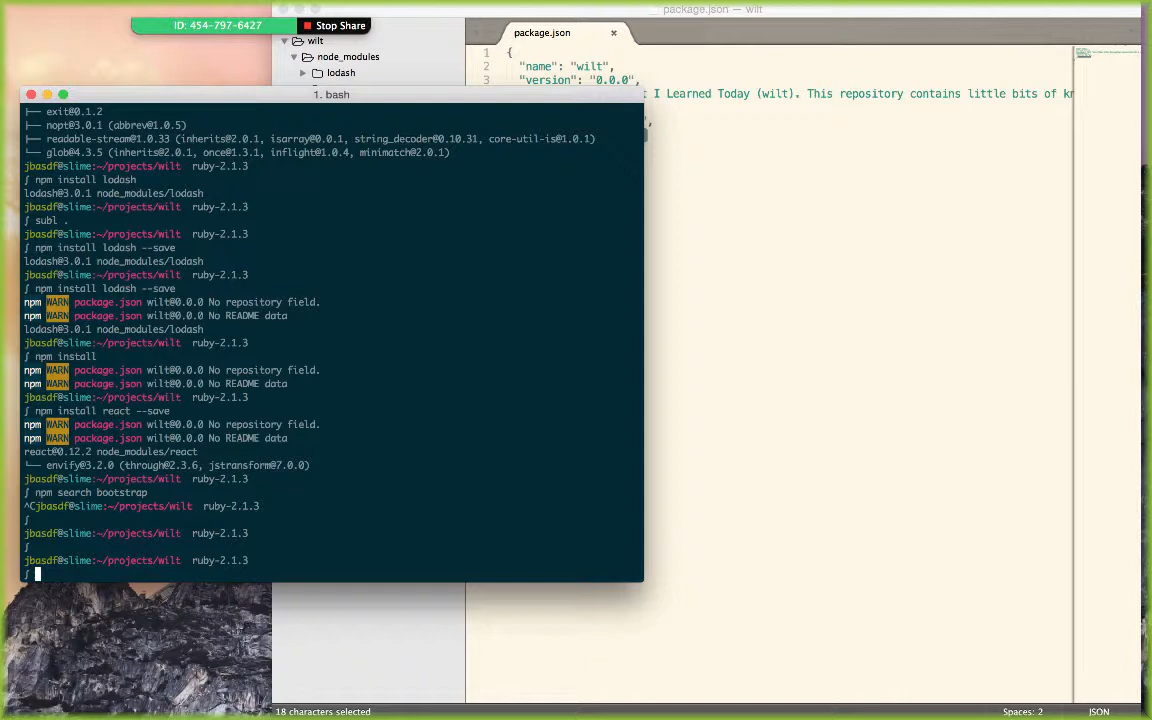 package.json — wilt
ID: 454-797-6427
Stop Share
wilt
node_modules
lodash
package.json
1 {
2 "name": "wilt",
3 "version": "0.0.0",
t I Learned Today (wilt). This repository contains little bits of kn
",
1. bash
├── exit@0.1.2
├── nopt@3.0.1 (abbrev@1.0.5)
├── readable-stream@1.0.33 (inherits@2.0.1, isarray@0.0.1, string_decoder@0.10.31, core-util-is@1.0.1)
└── glob@4.3.5 (inherits@2.0.1, once@1.3.1, inflight@1.0.4, minimatch@2.0.1)
jbasdf@slime:~/projects/wilt ruby-2.1.3
∫ npm install lodash
lodash@3.0.1 node_modules/lodash
jbasdf@slime:~/projects/wilt ruby-2.1.3
∫ subl .
jbasdf@slime:~/projects/wilt ruby-2.1.3
∫ npm install lodash --save
lodash@3.0.1 node_modules/lodash
jbasdf@slime:~/projects/wilt ruby-2.1.3
∫ npm install lodash --save
npm WARN package.json wilt@0.0.0 No repository field.
npm WARN package.json wilt@0.0.0 No README data
lodash@3.0.1 node_modules/lodash
jbasdf@slime:~/projects/wilt ruby-2.1.3
∫ npm install
npm WARN package.json wilt@0.0.0 No repository field.
npm WARN package.json wilt@0.0.0 No README data
jbasdf@slime:~/projects/wilt ruby-2.1.3
∫ npm install react --save
npm WARN package.json wilt@0.0.0 No repository field.
npm WARN package.json wilt@0.0.0 No README data
react@0.12.2 node_modules/react
└── envify@3.2.0 (through@2.3.6, jstransform@7.0.0)
jbasdf@slime:~/projects/wilt ruby-2.1.3
∫ npm search bootstrap
^Cjbasdf@slime:~/projects/wilt ruby-2.1.3
∫
jbasdf@slime:~/projects/wilt ruby-2.1.3
∫
jbasdf@slime:~/projects/wilt ruby-2.1.3
∫
18 characters selected
Spaces: 2
JSON